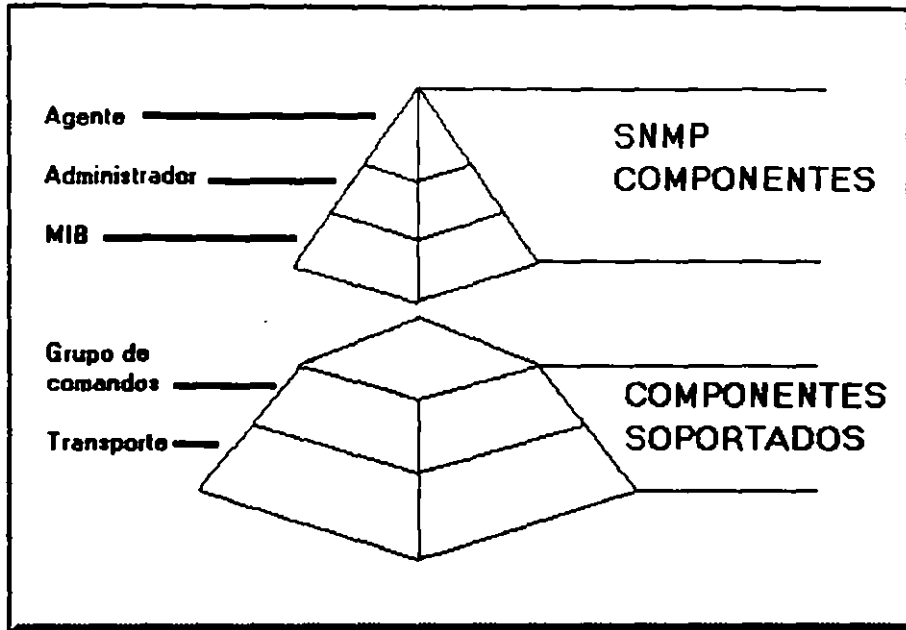 Agente
Administrador
MIB
SNMP
COMPONENTES
Grupo de
comandos
Transporte
COMPONENTES
SOPORTADOS